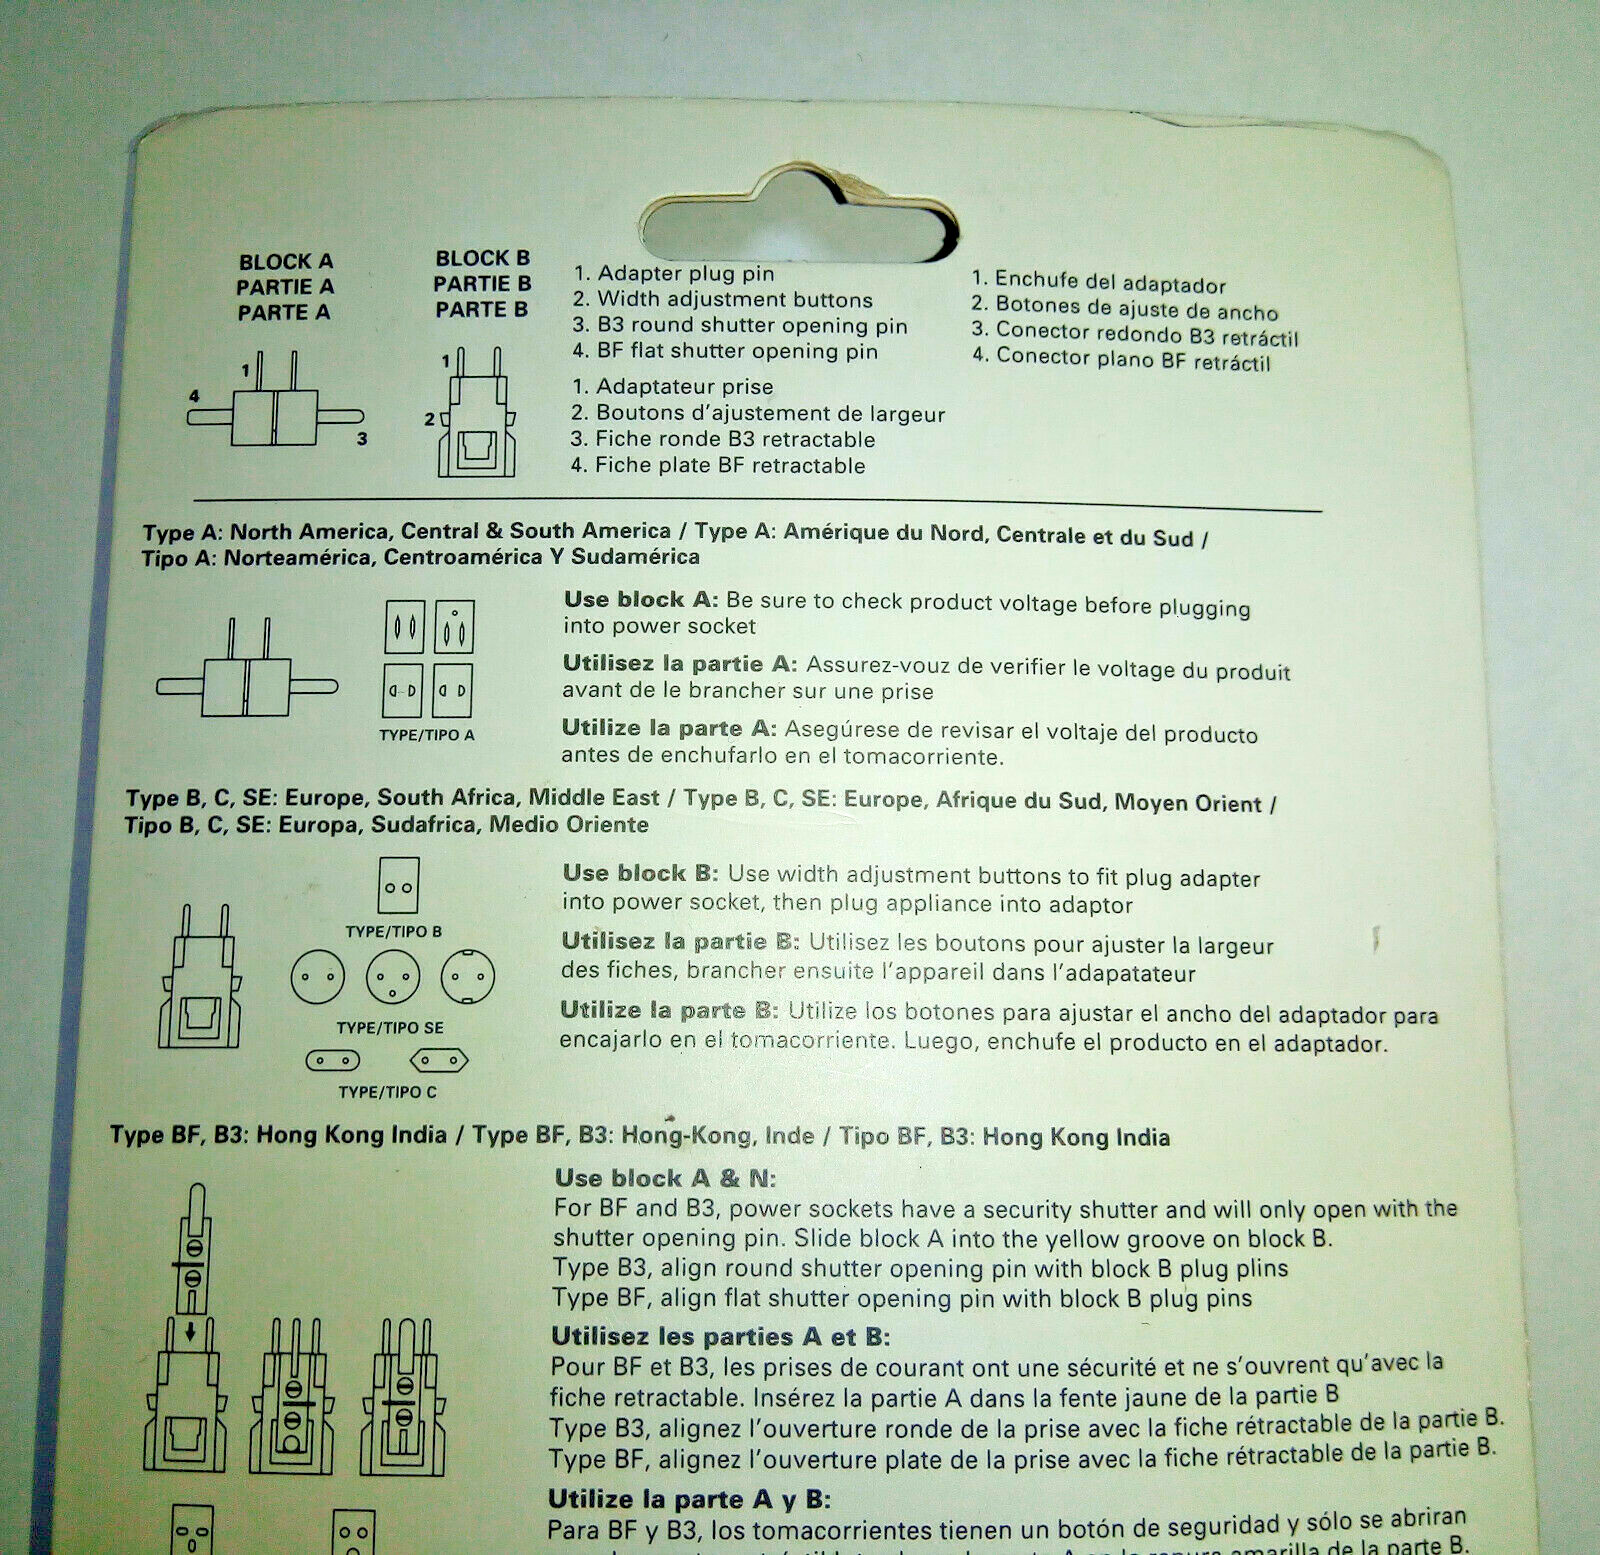 BLOCK A
PARTIE A
PARTE A
BLOCK B
PARTIE B
PARTE B
1
4
3
1
2
1. Adapter plug pin
2. Width adjustment buttons
3. B3 round shutter opening pin
4. BF flat shutter opening pin
1. Adaptateur prise
2. Boutons d'ajustement de largeur
3. Fiche ronde B3 retractable
4. Fiche plate BF retractable
1. Enchufe del adaptador
2. Botones de ajuste de ancho
3. Conector redondo B3 retráctil
4. Conector plano BF retráctil
Type A: North America, Central & South America / Type A: Amérique du Nord, Centrale et du Sud /
Tipo A: Norteamérica, Centroamérica Y Sudamérica
TYPE/TIPO A
Use block A: Be sure to check product voltage before plugging
into power socket
Utilisez la partie A: Assurez-vouz de verifier le voltage du produit
avant de le brancher sur une prise
Utilize la parte A: Asegúrese de revisar el voltaje del producto
antes de enchufarlo en el tomacorriente.
Type B, C, SE: Europe, South Africa, Middle East / Type B, C, SE: Europe, Afrique du Sud, Moyen Orient /
Tipo B, C, SE: Europa, Sudafrica, Medio Oriente
TYPE/TIPO B
TYPE/TIPO SE
TYPE/TIPO C
Use block B: Use width adjustment buttons to fit plug adapter
into power socket, then plug appliance into adaptor
Utilisez la partie B: Utilisez les boutons pour ajuster la largeur
des fiches, brancher ensuite l'appareil dans l'adapatateur
Utilize la parte B: Utilize los botones para ajustar el ancho del adaptador para
encajarlo en el tomacorriente. Luego, enchufe el producto en el adaptador.
Type BF, B3: Hong Kong India / Type BF, B3: Hong-Kong, Inde / Tipo BF, B3: Hong Kong India
Use block A & N:
For BF and B3, power sockets have a security shutter and will only open with the
shutter opening pin. Slide block A into the yellow groove on block B.
Type B3, align round shutter opening pin with block B plug plins
Type BF, align flat shutter opening pin with block B plug pins
Utilisez les parties A et B:
Pour BF et B3, les prises de courant ont une sécurité et ne s'ouvrent qu'avec la
fiche retractable. Insérez la partie A dans la fente jaune de la partie B
Type B3, alignez l'ouverture ronde de la prise avec la fiche rétractable de la partie B.
Type BF, alignez l'ouverture plate de la prise avec la fiche rétractable de la partie B.
Utilize la parte A y B:
Para BF y B3, los tomacorrientes tienen un botón de seguridad y sólo se abriran
amarilla de la parte B.